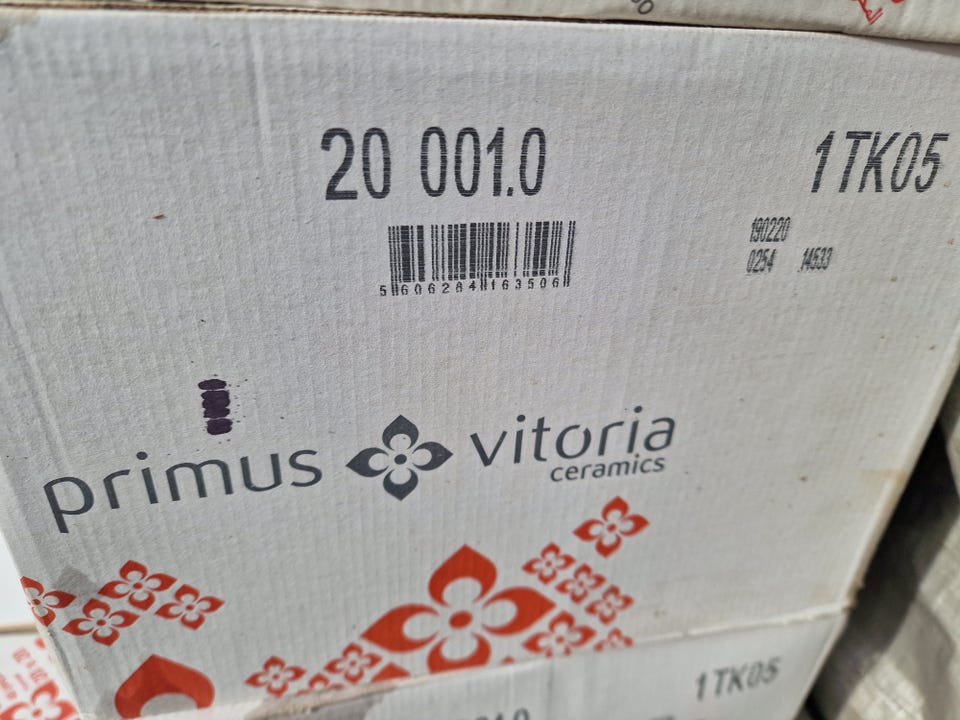 20 001.0
1TK05
190220
0254 14533
5606284163506
primus vitoria
ceramics
1TK05